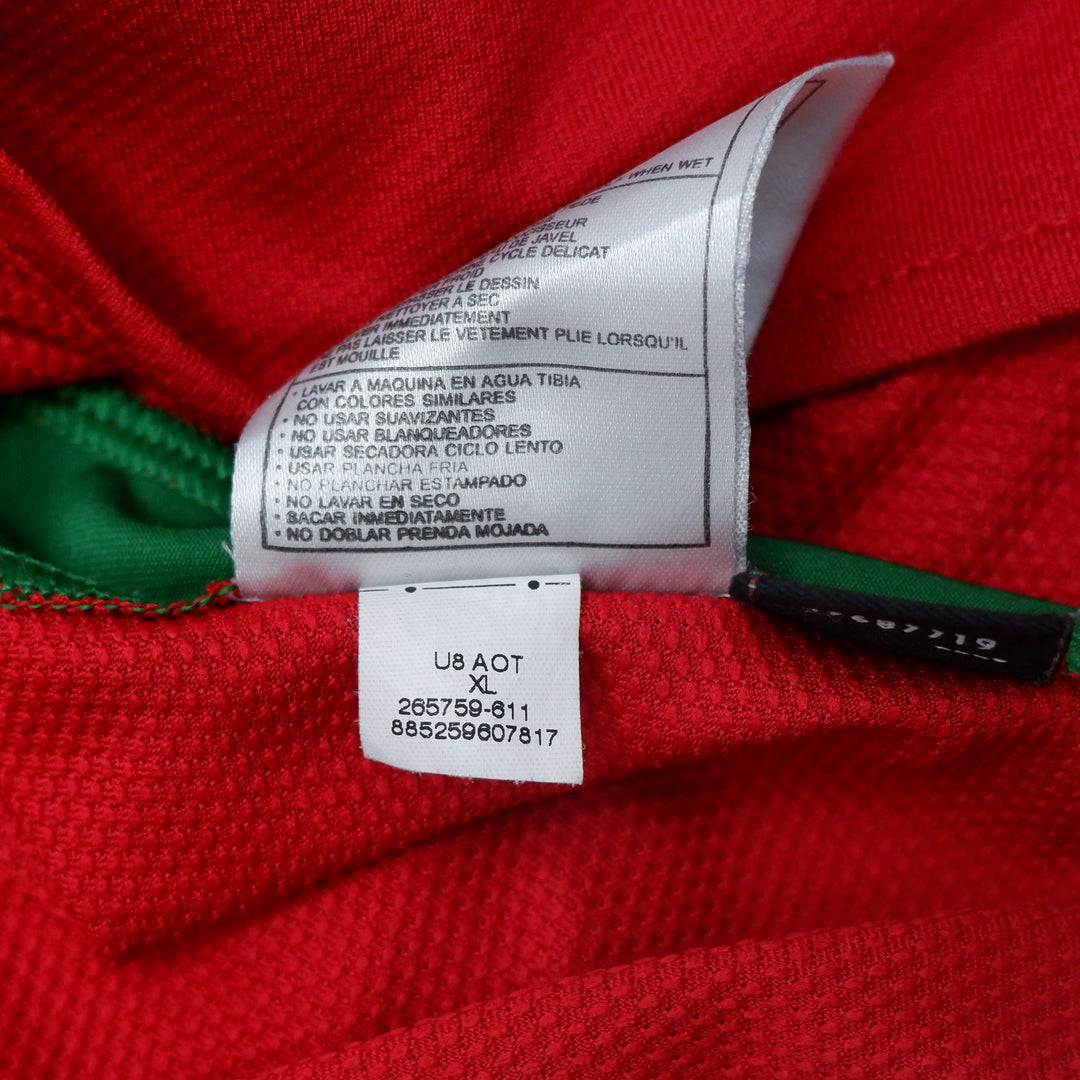 WHEN WET
DE JAVEL
CYCLE DELICAT
FROID
LE DESSIN
NETTOYER A SEC
IMMEDIATEMENT
PAS LAISSER LE VETEMENT PLIE LORSQU'IL
EST MOUILLE
• LAVAR A MAQUINA EN AGUA TIBIA
CON COLORES SIMILARES
• NO USAR SUAVIZANTES
• NO USAR BLANQUEADORES
• USAR SECADORA CICLO LENTO
• USAR PLANCHA FRIA
• NO PLANCHAR ESTAMPADO
• NO LAVAR EN SECO
• SACAR INMEDIATAMENTE
• NO DOBLAR PRENDA MOJADA
U8 AOT
XL
265759-611
885259607817